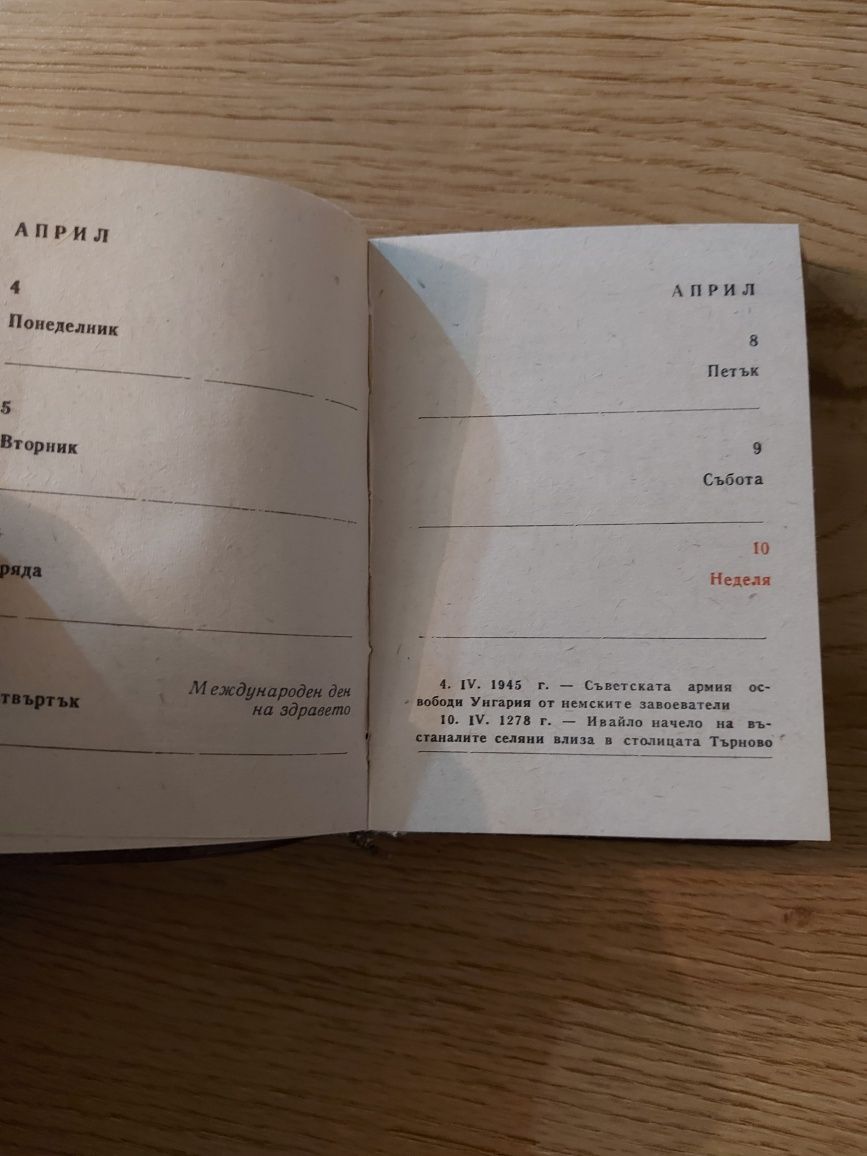 АПРИЛ
4
Понеделник
5
Вторник
ряда
твъртък
Международен ден
на здравето
АПРИЛ
8
Петък
9
Събота
10
Неделя
4. IV. 1945 г. — Съветската армия ос-
вободи Унгария от немските завоеватели
10. IV. 1278 г. — Ивайло начело на въ-
станалите селяни влиза в столицата Търново